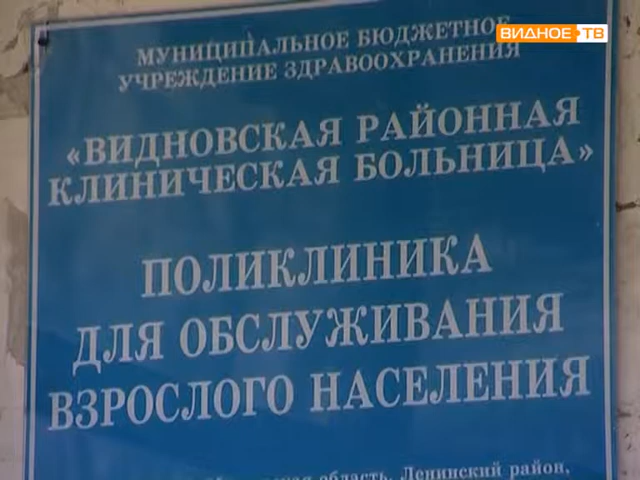 ВИДНОЕ ТВ
МУНИЦИПАЛЬНОЕ БЮДЖЕТНОЕ
УЧРЕЖДЕНИЕ ЗДРАВООХРАНЕНИЯ
«ВИДНОВСКАЯ РАЙОННАЯ
КЛИНИЧЕСКАЯ БОЛЬНИЦА»
ПОЛИКЛИНИКА
ДЛЯ ОБСЛУЖИВАНИЯ
ВЗРОСЛОГО НАСЕЛЕНИЯ
область, Ленинский район,